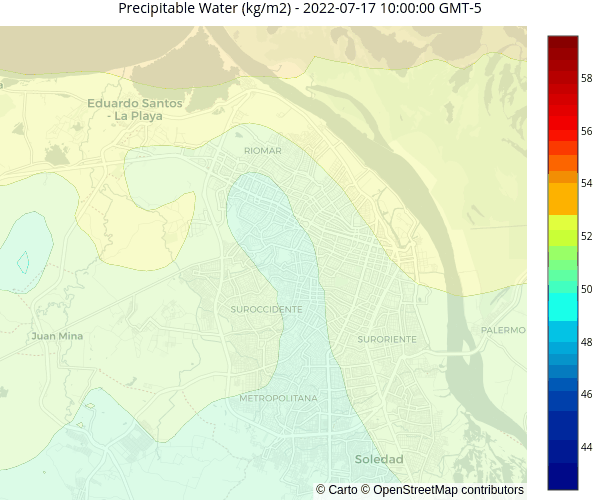 Precipitable Water (kg/m2) - 2022-07-17 10:00:00 GMT-5
58
56
54
52
50
48
46
44
Eduardo Santos
- La Playa
RIOMAR
SUROCCIDENTE
PALERMO
Juan Mina
SURORIENTE
METROPOLITANA
Soledad
© Carto © OpenStreetMap contributors